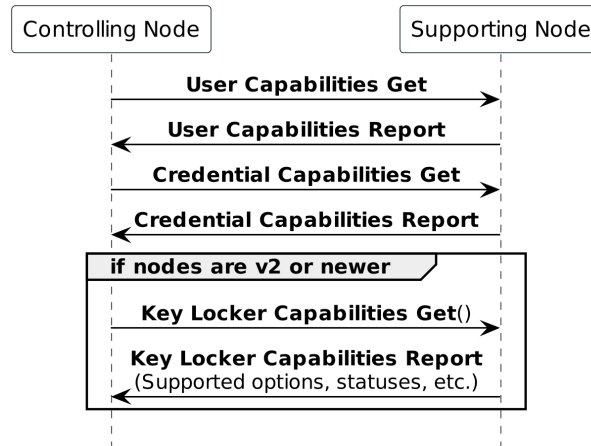 Controlling Node
Supporting Node
User Capabilities Get
User Capabilities Report
Credential Capabilities Get
Credential Capabilities Report
if nodes are v2 or newer
Key Locker Capabilities Get()
Key Locker Capabilities Report
(Supported options, statuses, etc.)